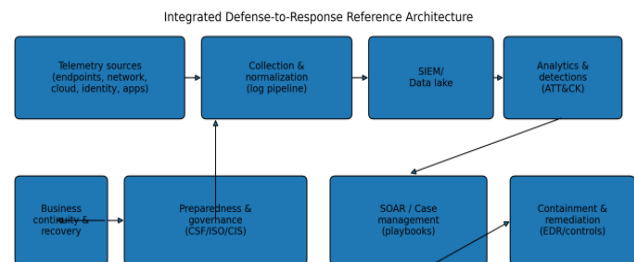 Integrated Defense-to-Response Reference Architecture
Telemetry sources
(endpoints, network,
cloud, identity, apps)
Collection &
normalization
(log pipeline)
SIEM/
Data lake
Analytics &
detections
(ATT&CK)
Business
continuity &
recovery
Preparedness &
governance
(CSF/ISO/CIS)
SOAR / Case
management
(playbooks)
Containment &
remediation
(EDR/controls)